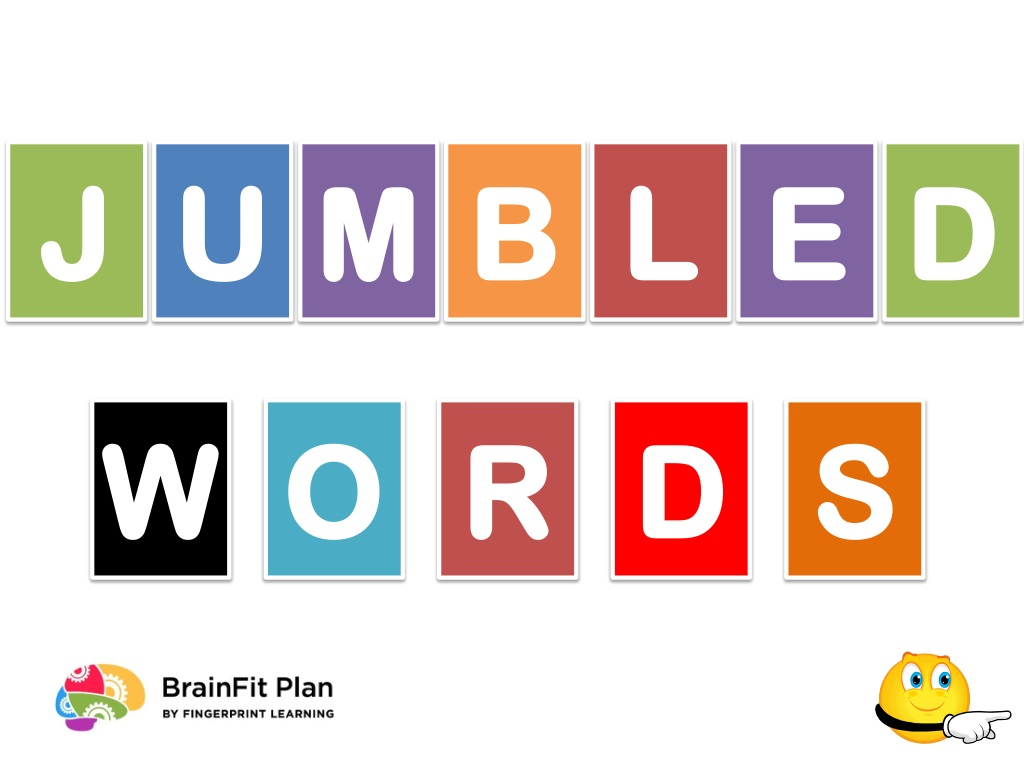 JUMBLED
WORDS
BrainFit Plan
BY FINGERPRINT LEARNING